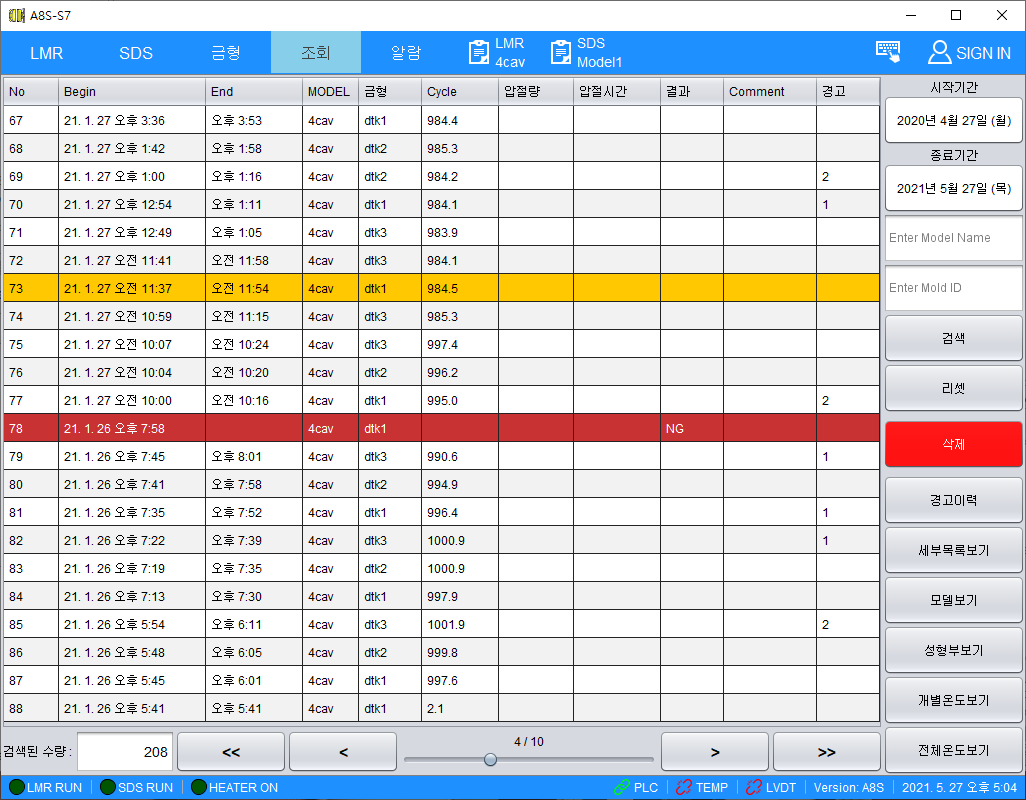 A8S-S7
LMR SDS 금형 조회 알람 LMR 4cav SDS Model1 SIGN IN
No Begin End MODEL 금형 Cycle 압절량 압절시간 결과 Comment 경고
67 21. 1. 27 오후 3:36 오후 3:53 4cav dtk1 984.4
68 21. 1. 27 오후 1:42 오후 1:58 4cav dtk2 985.3
69 21. 1. 27 오후 1:00 오후 1:16 4cav dtk2 984.2 2
70 21. 1. 27 오후 12:54 오후 1:11 4cav dtk1 984.1 1
71 21. 1. 27 오후 12:49 오후 1:05 4cav dtk3 983.9
72 21. 1. 27 오전 11:41 오전 11:58 4cav dtk3 984.1
73 21. 1. 27 오전 11:37 오전 11:54 4cav dtk1 984.5
74 21. 1. 27 오전 10:59 오전 11:15 4cav dtk3 985.3
75 21. 1. 27 오전 10:07 오전 10:24 4cav dtk3 997.4
76 21. 1. 27 오전 10:04 오전 10:20 4cav dtk2 996.2
77 21. 1. 27 오전 10:00 오전 10:16 4cav dtk1 995.0 2
78 21. 1. 26 오후 7:58 4cav dtk1 NG
79 21. 1. 26 오후 7:45 오후 8:01 4cav dtk3 990.6 1
80 21. 1. 26 오후 7:41 오후 7:58 4cav dtk2 994.9
81 21. 1. 26 오후 7:35 오후 7:52 4cav dtk1 996.4 1
82 21. 1. 26 오후 7:22 오후 7:39 4cav dtk3 1000.9 1
83 21. 1. 26 오후 7:19 오후 7:35 4cav dtk2 1000.9
84 21. 1. 26 오후 7:13 오후 7:30 4cav dtk1 997.9
85 21. 1. 26 오후 5:54 오후 6:11 4cav dtk3 1001.9 2
86 21. 1. 26 오후 5:48 오후 6:05 4cav dtk2 999.8
87 21. 1. 26 오후 5:45 오후 6:01 4cav dtk1 997.6
88 21. 1. 26 오후 5:41 오후 5:41 4cav dtk1 2.1
시작기간
2020년 4월 27일 (월)
종료기간
2021년 5월 27일 (목)
Enter Model Name
Enter Mold ID
검색
리셋
삭제
경고이력
세부목록보기
모델보기
성형부보기
개별온도보기
전체온도보기
검색된 수량 : 208 << < 4 / 10 > >>
LMR RUN SDS RUN HEATER ON PLC TEMP LVDT Version: A8S 2021. 5. 27 오후 5:04